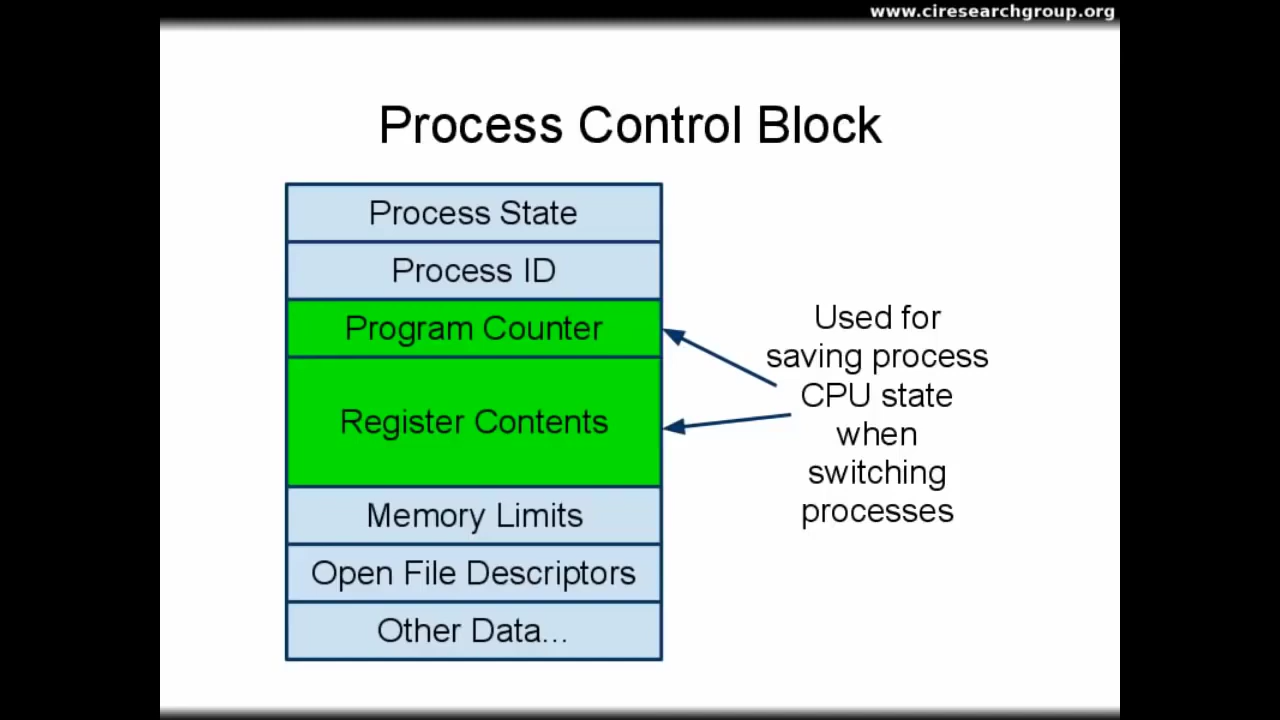 www.ciresearchgroup.org
Process Control Block
Process State
Process ID
Program Counter
Register Contents
Memory Limits
Open File Descriptors
Other Data...
Used for
saving process
CPU state
when
switching
processes